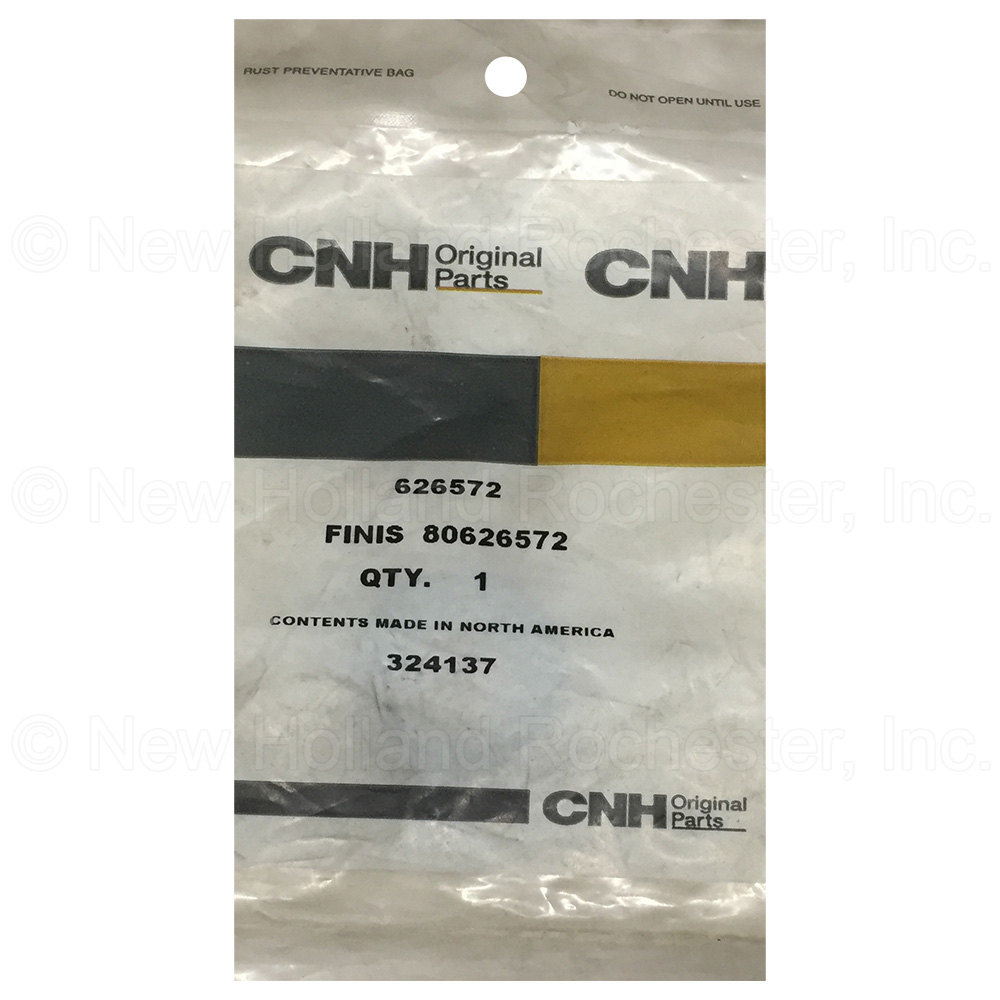 RUST PREVENTATIVE BAG
DO NOT OPEN UNTIL USE
© New Holland Rochester, Inc.
CNH Original Parts CNH
© New Holland Rochester, Inc.
626572
FINIS 80626572
QTY. 1
CONTENTS MADE IN NORTH AMERICA
324137
© New Holland Rochester, Inc.
CNH Original Parts